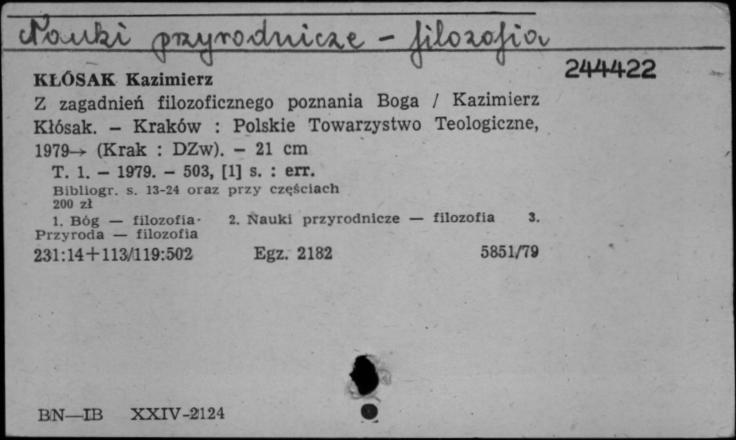 Nauki przyrodnicze - filozofia
244422
KŁÓSAK Kazimierz
Z zagadnień filozoficznego poznania Boga / Kazimierz
Kłósak. – Kraków : Polskie Towarzystwo Teologiczne,
1979→ (Krak : DZw). – 21 cm
T. 1. – 1979. – 503, [1] s. : err.
Bibliogr. s. 13-24 oraz przy częściach
200 zł
1. Bóg — filozofia· 2. Nauki przyrodnicze — filozofia 3.
Przyroda — filozofia
231:14+113/119:502 Egz. 2182 5851/79
BN—IB XXIV-2124